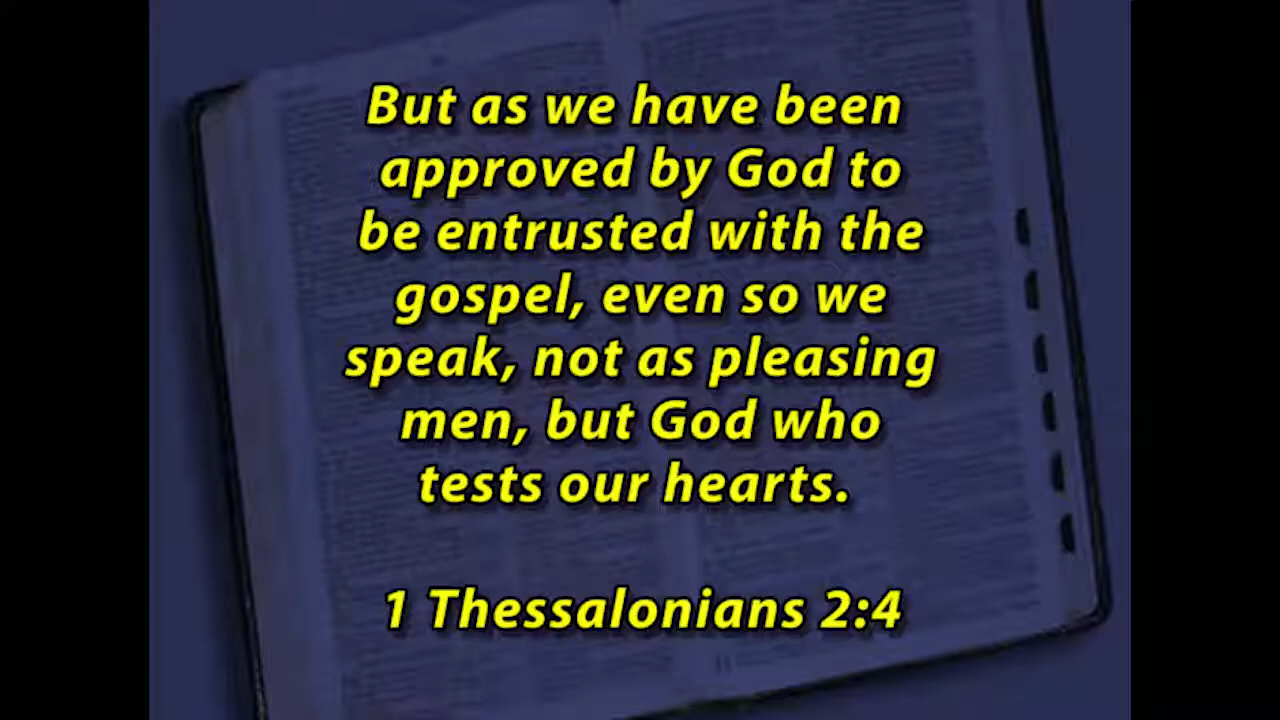 But as we have been
approved by God to
be entrusted with the
gospel, even so we
speak, not as pleasing
men, but God who
tests our hearts.
1 Thessalonians 2:4